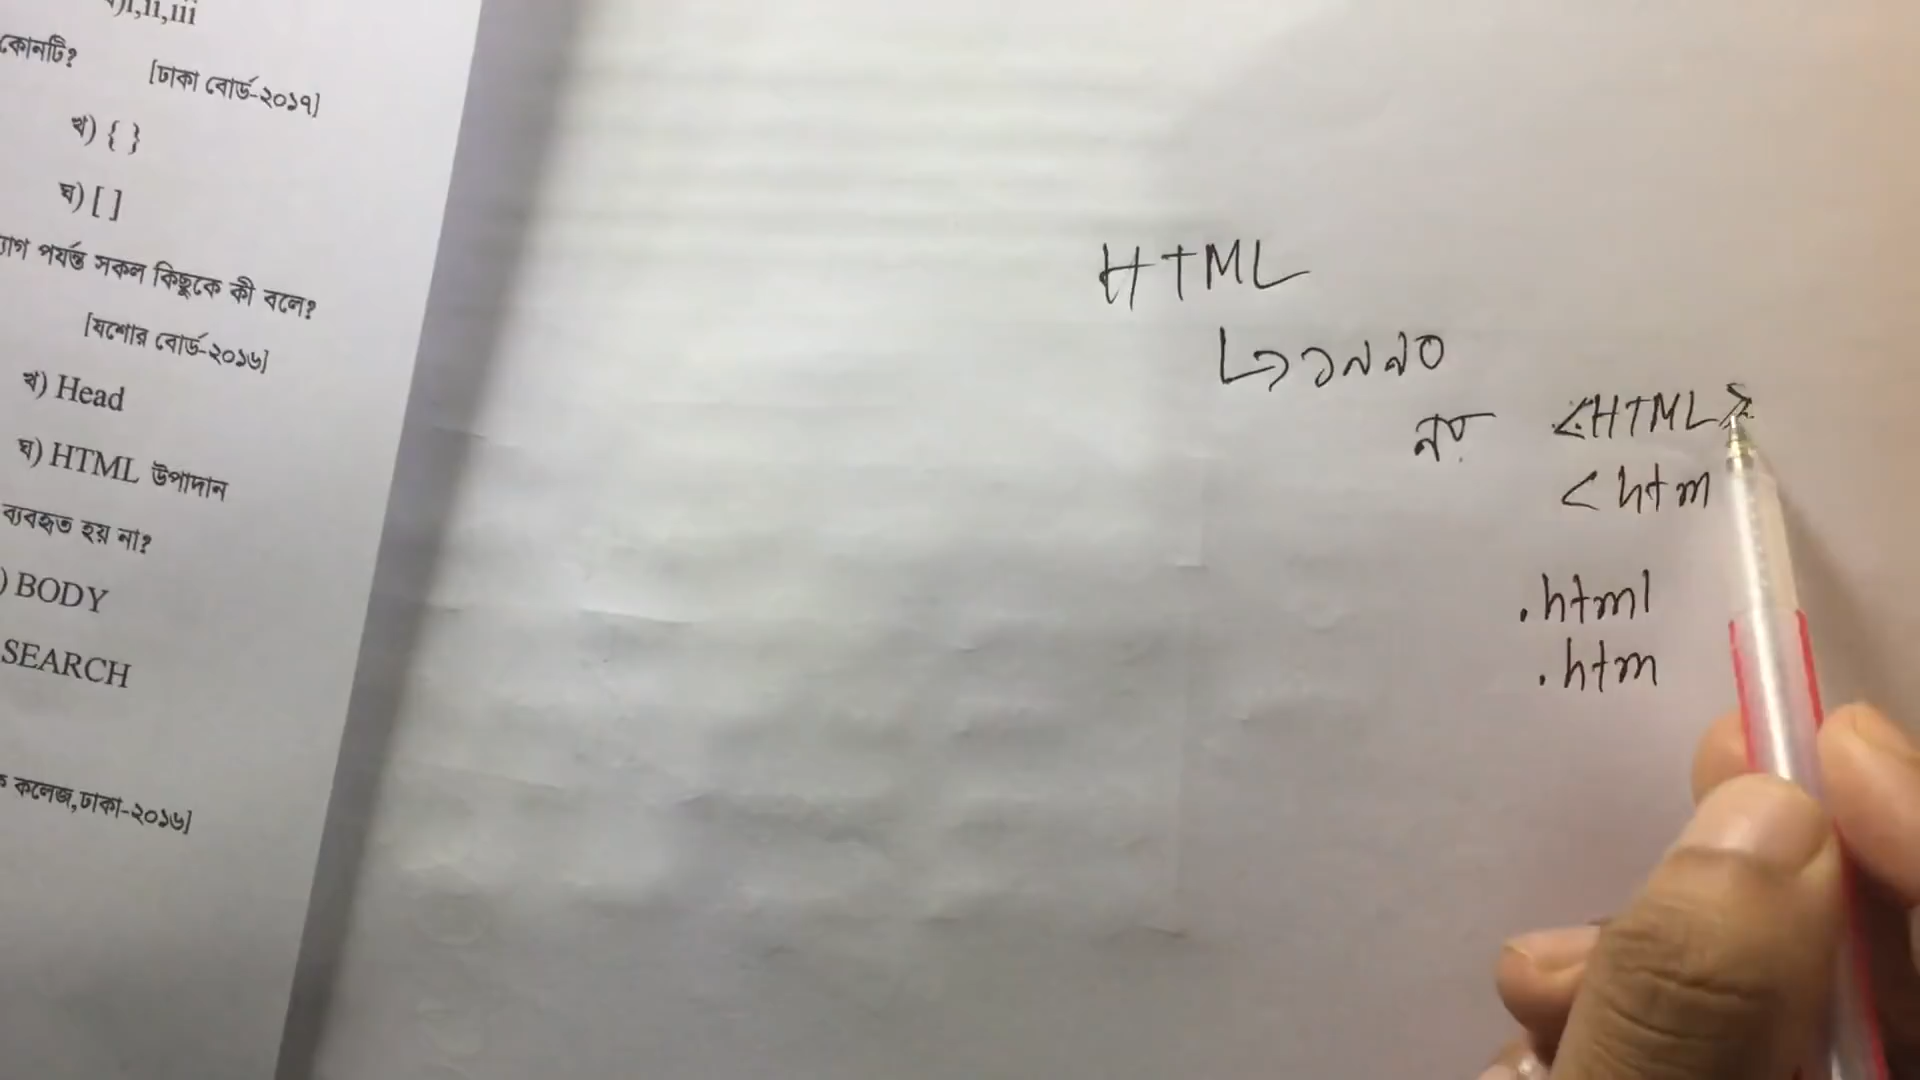 i,ii,iii
কোনটি?
[ঢাকা বোর্ড-২০১৭]
খ) { }
ঘ) [ ]
পর্যন্ত সকল কিছুকে কী বলে?
[যশোর বোর্ড-২০১৬]
খ) Head
ঘ) HTML উপাদান
ব্যবহৃত হয় না?
) BODY
SEARCH
কলেজ,ঢাকা-২০১৬]
HTML
<HTML>
<htm
.html
.htm